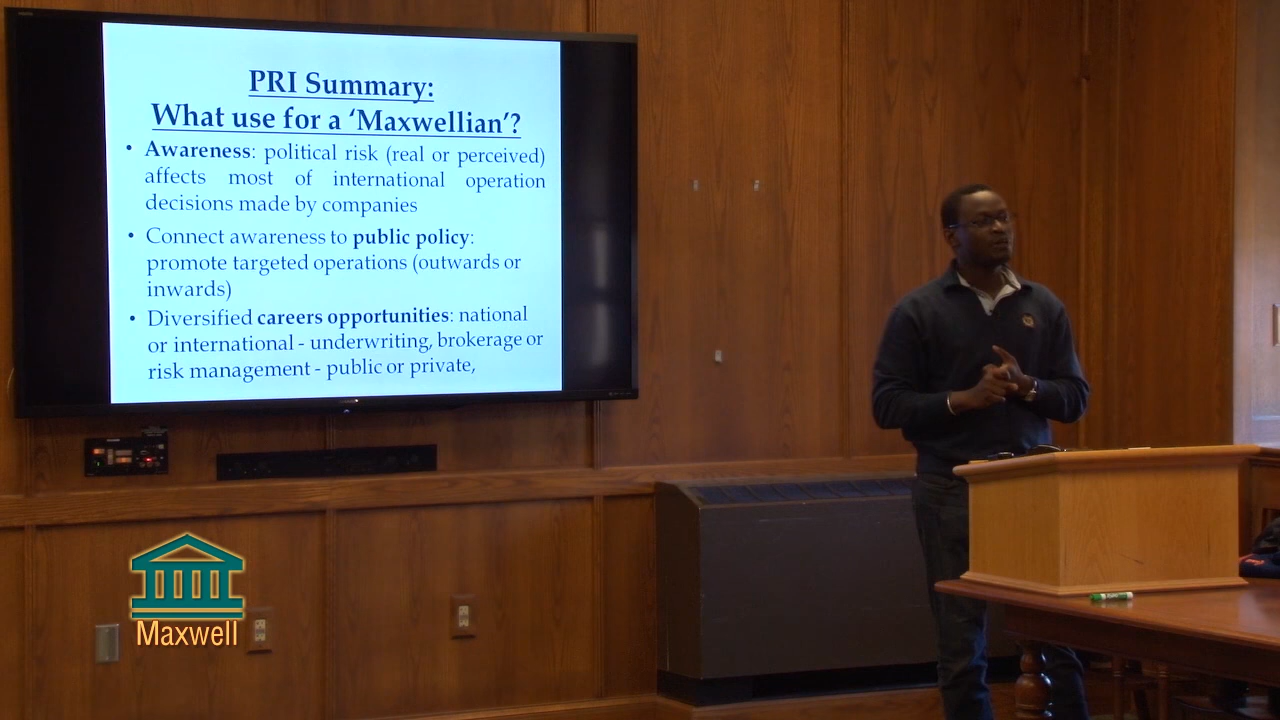 PRI Summary:
What use for a ‘Maxwellian’?
• Awareness: political risk (real or perceived)
affects most of international operation
decisions made by companies
• Connect awareness to public policy:
promote targeted operations (outwards or
inwards)
• Diversified careers opportunities: national
or international - underwriting, brokerage or
risk management - public or private,
Maxwell